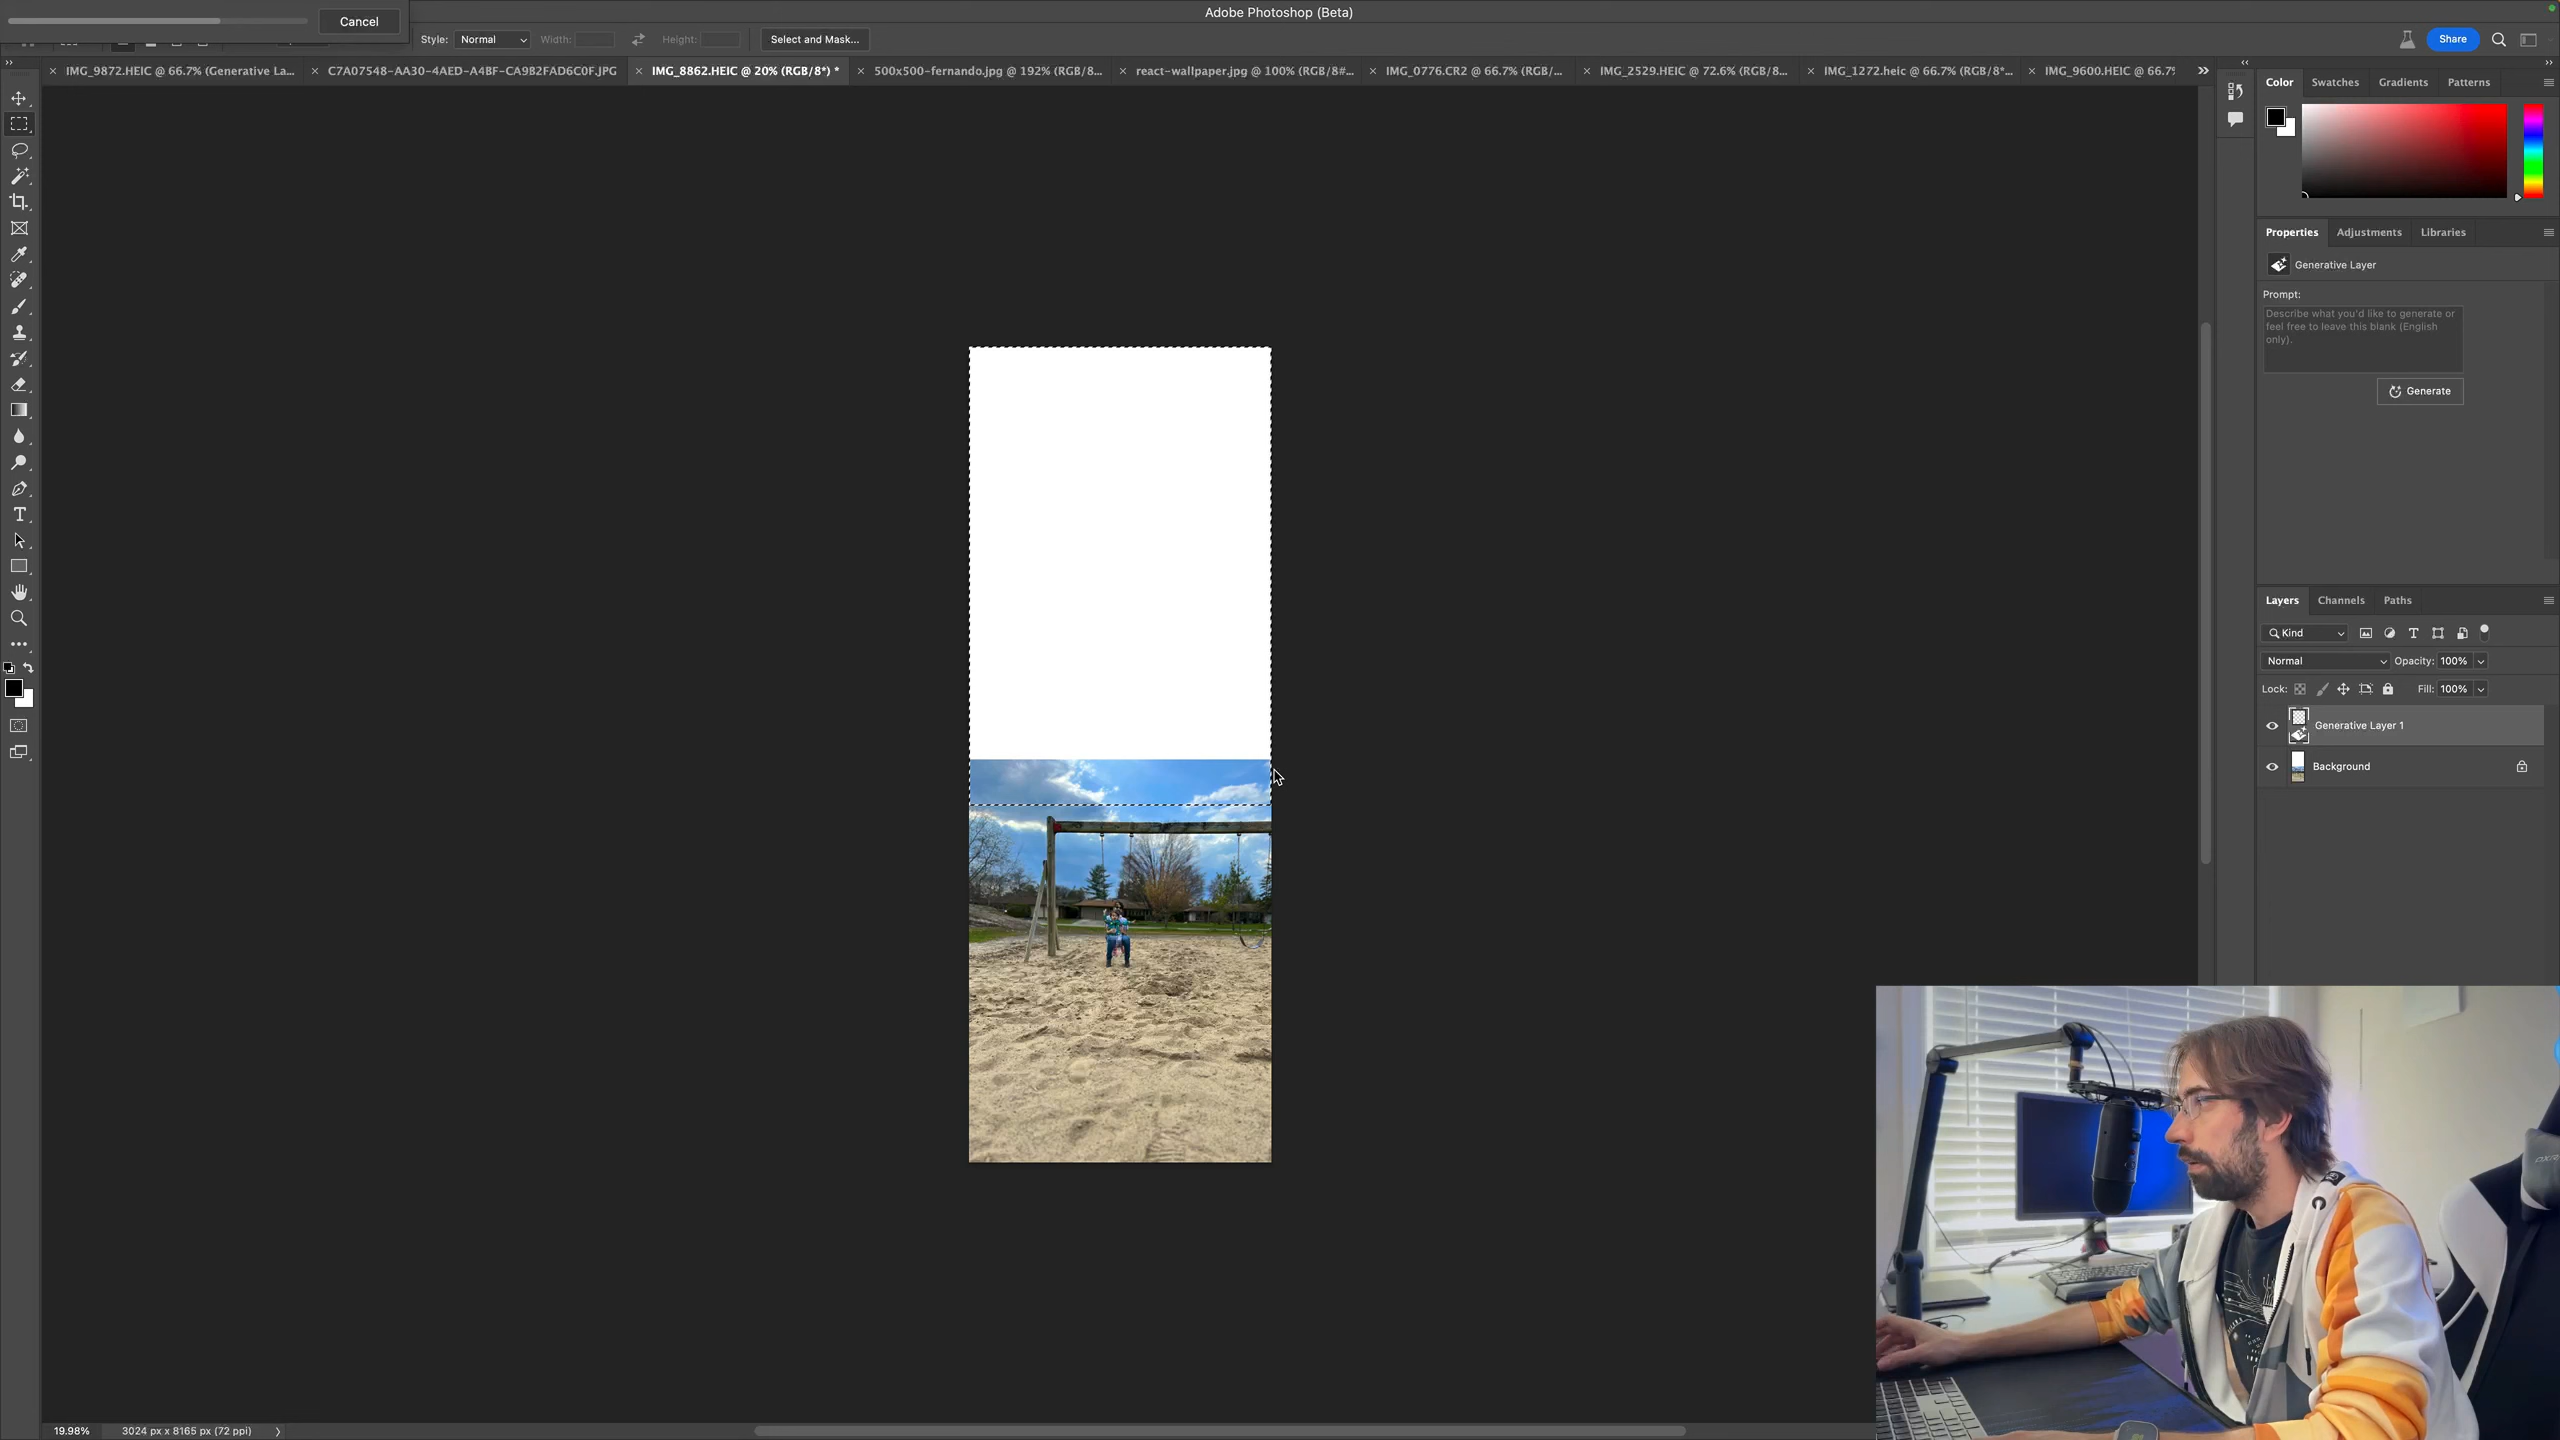 Cancel
Adobe Photoshop (Beta)
Style: Normal Width: Height: Select and Mask...
Share
IMG_9872.HEIC @ 66.7% (Generative La...
C7A07548-AA30-4AED-A4BF-CA9B2FAD6C0F.JPG
IMG_8862.HEIC @ 20% (RGB/8*) *
500x500-fernando.jpg @ 192% (RGB/8...
react-wallpaper.jpg @ 100% (RGB/8#...
IMG_0776.CR2 @ 66.7% (RGB/...
IMG_2529.HEIC @ 72.6% (RGB/8...
IMG_1272.heic @ 66.7% (RGB/8*...
IMG_9600.HEIC @ 66.7%
Color Swatches Gradients Patterns
Properties Adjustments Libraries
Generative Layer
Prompt:
Describe what you'd like to generate or
feel free to leave this blank (English
only).
Generate
Layers Channels Paths
Kind
Normal Opacity: 100%
Lock: Fill: 100%
Generative Layer 1
Background
19.98% 3024 px x 8165 px (72 ppi)